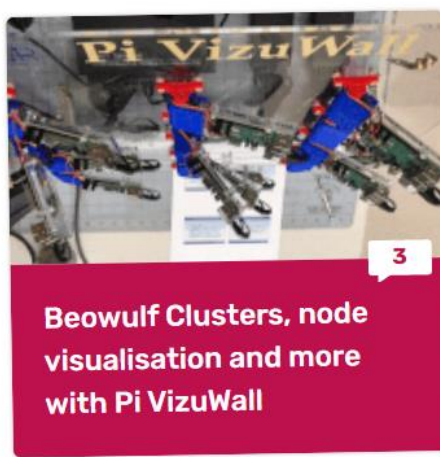 Pi VizuWall
3
Beowulf Clusters, node
visualisation and more
with Pi VizuWall